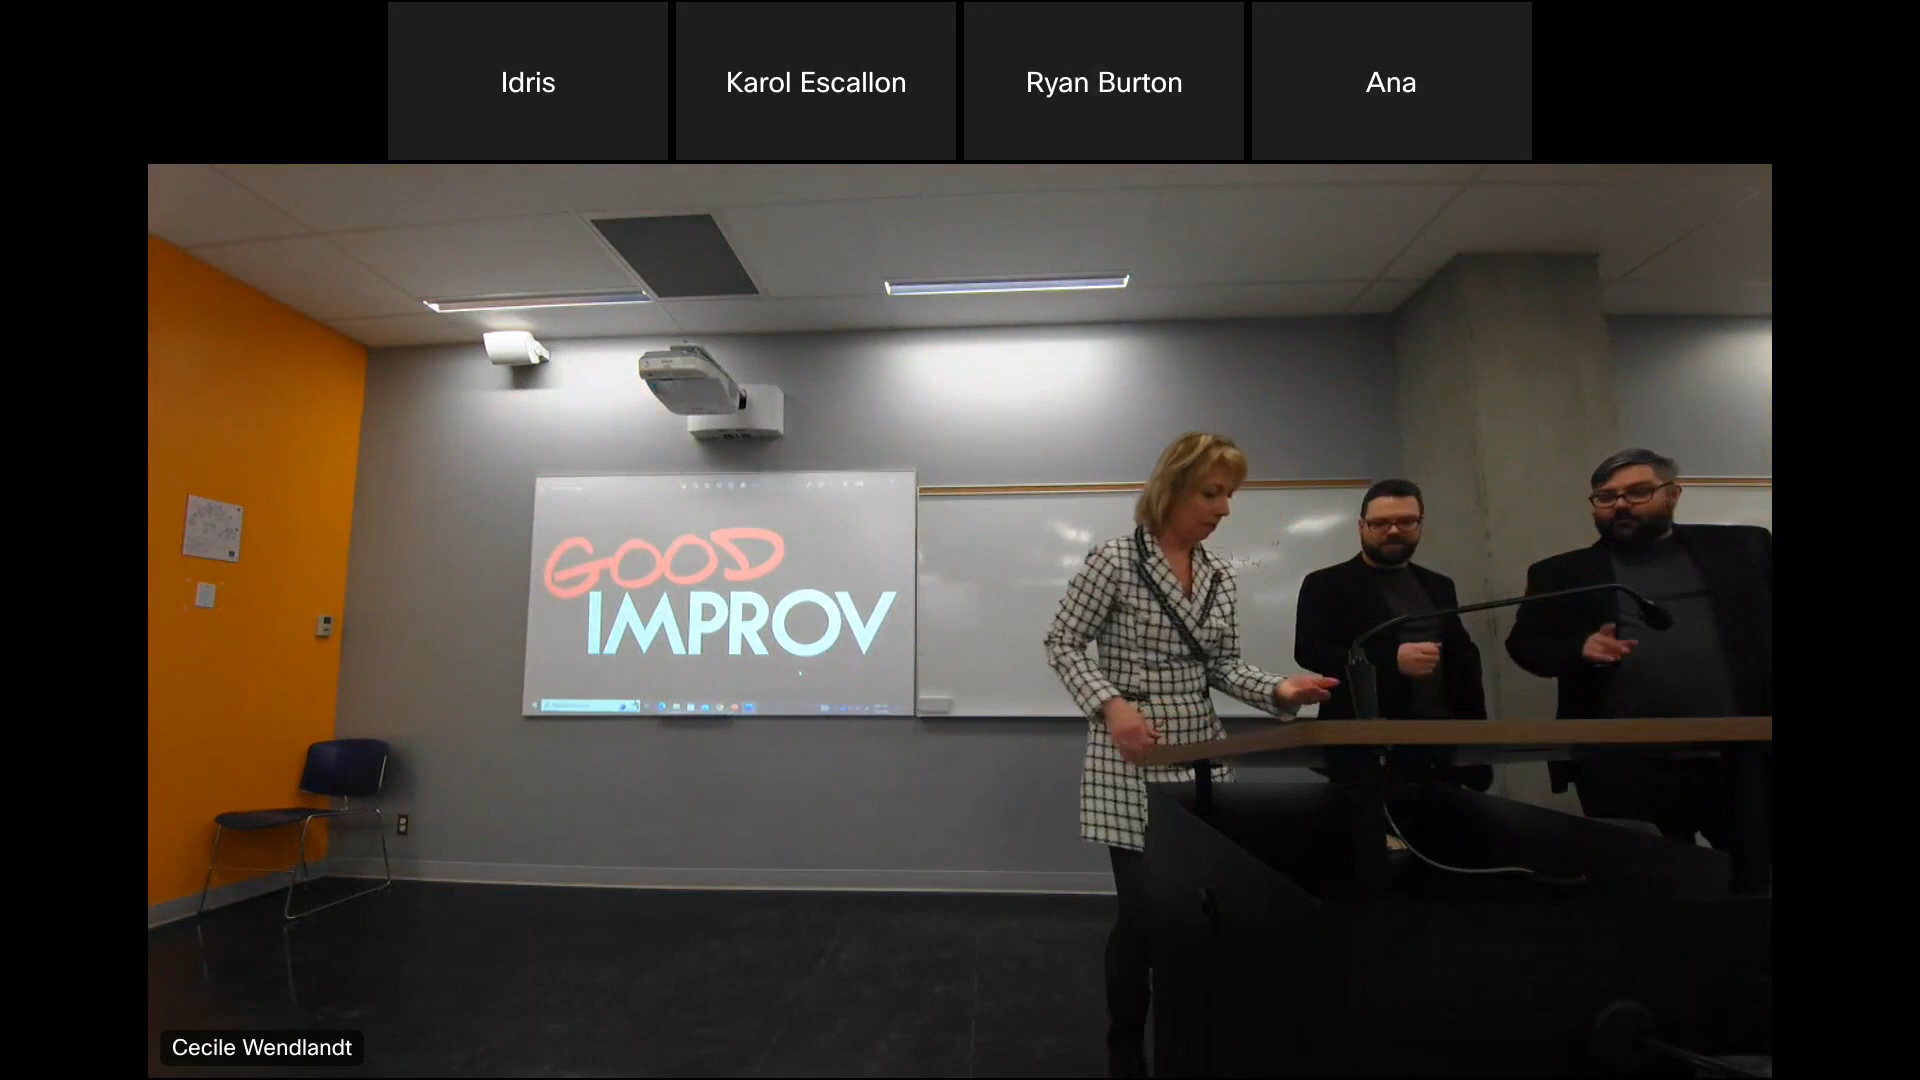 Idris
Karol Escallon
Ryan Burton
Ana
GOOD
IMPROV
Cecile Wendlandt